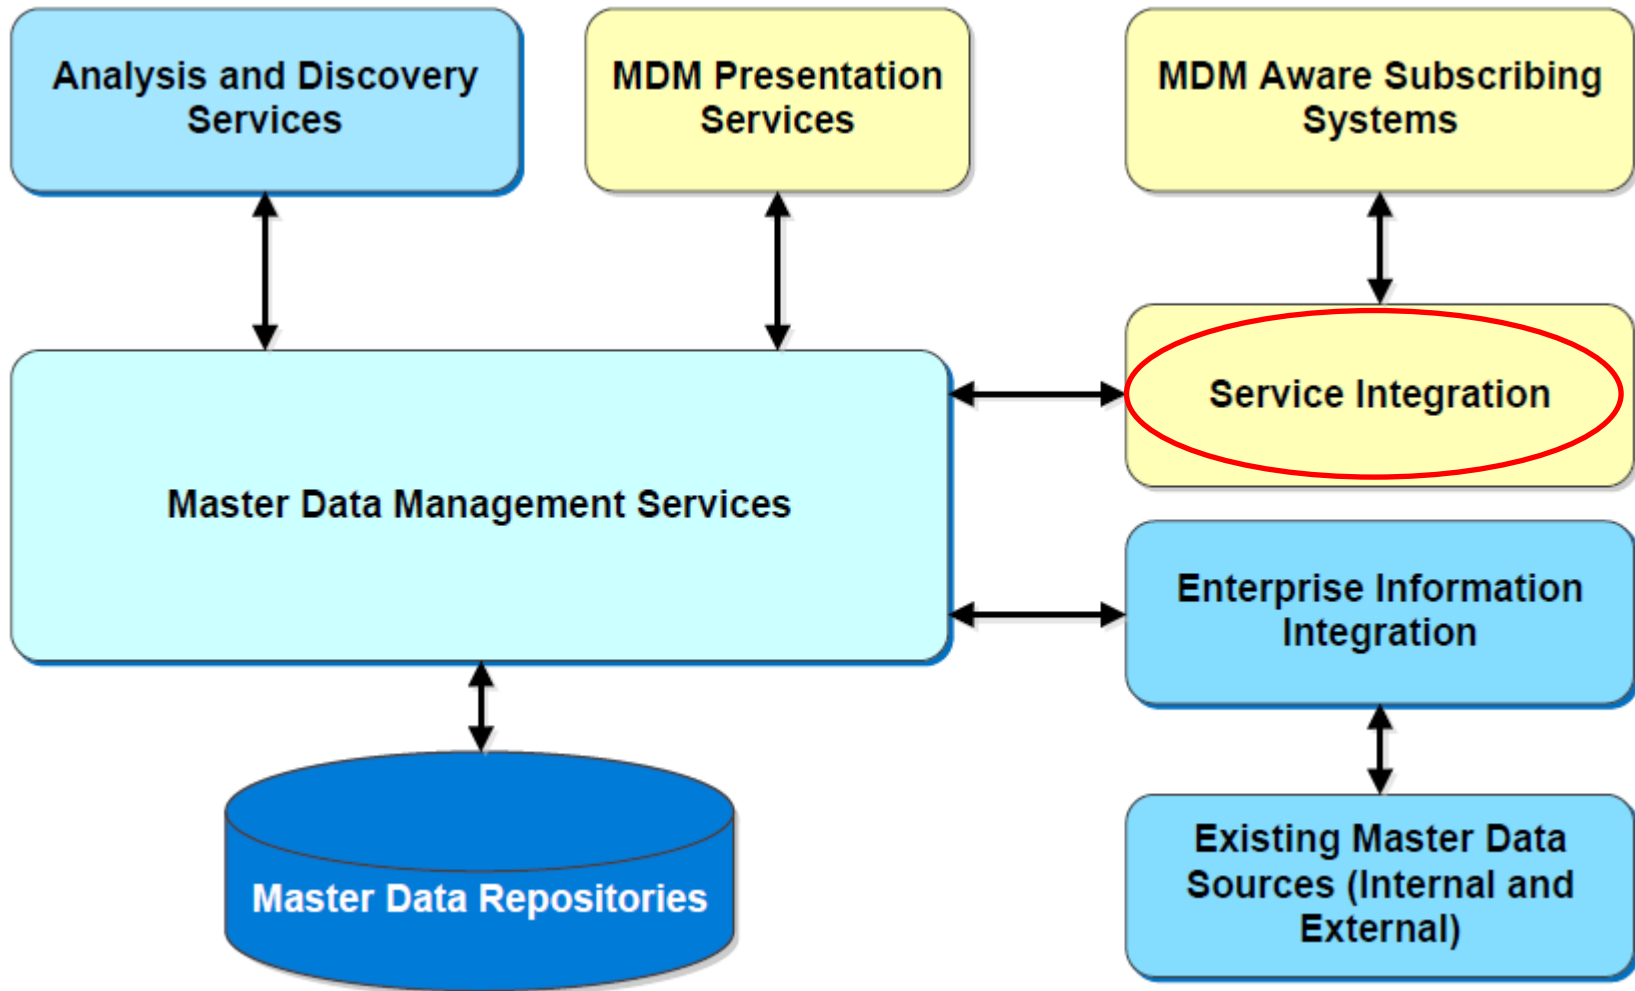 Analysis and Discovery
Services
MDM Presentation
Services
MDM Aware Subscribing
Systems
Service Integration
Master Data Management Services
Enterprise Information
Integration
Master Data Repositories
Existing Master Data
Sources (Internal and
External)